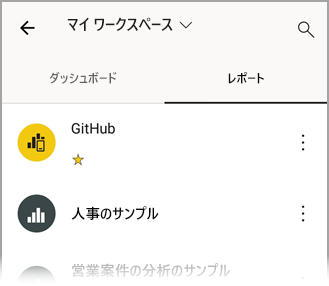 マイ ワークスペース
ダッシュボード
レポート
GitHub
人事のサンプル
営業案件の分析のサンプル